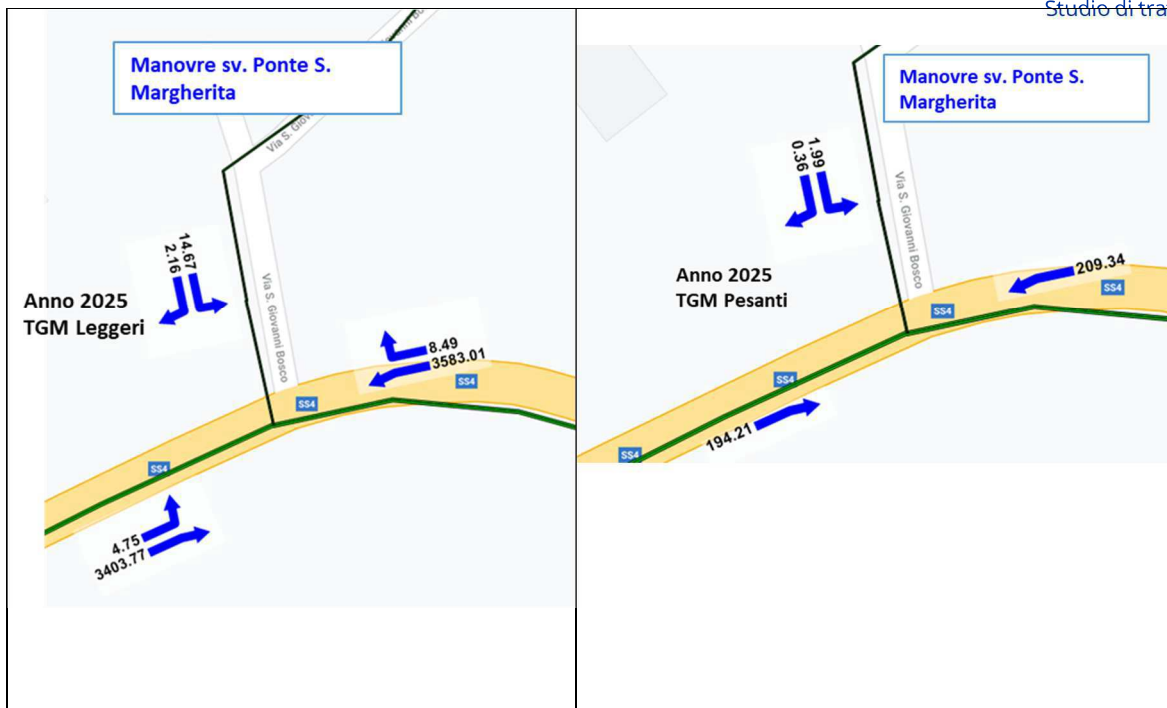 Studio di tra
Manovre sv. Ponte S.
Margherita
Via S. Giov
Via S. Giovanni Bosco
14.67
2.16
Anno 2025
TGM Leggeri
8.49
3583.01
SS4
SS4
SS4
4.75
3403.77
Manovre sv. Ponte S.
Margherita
1.99
0.36
Via S. Giovanni Bosco
Anno 2025
TGM Pesanti
209.34
SS4
SS4
SS4
194.21
SS4